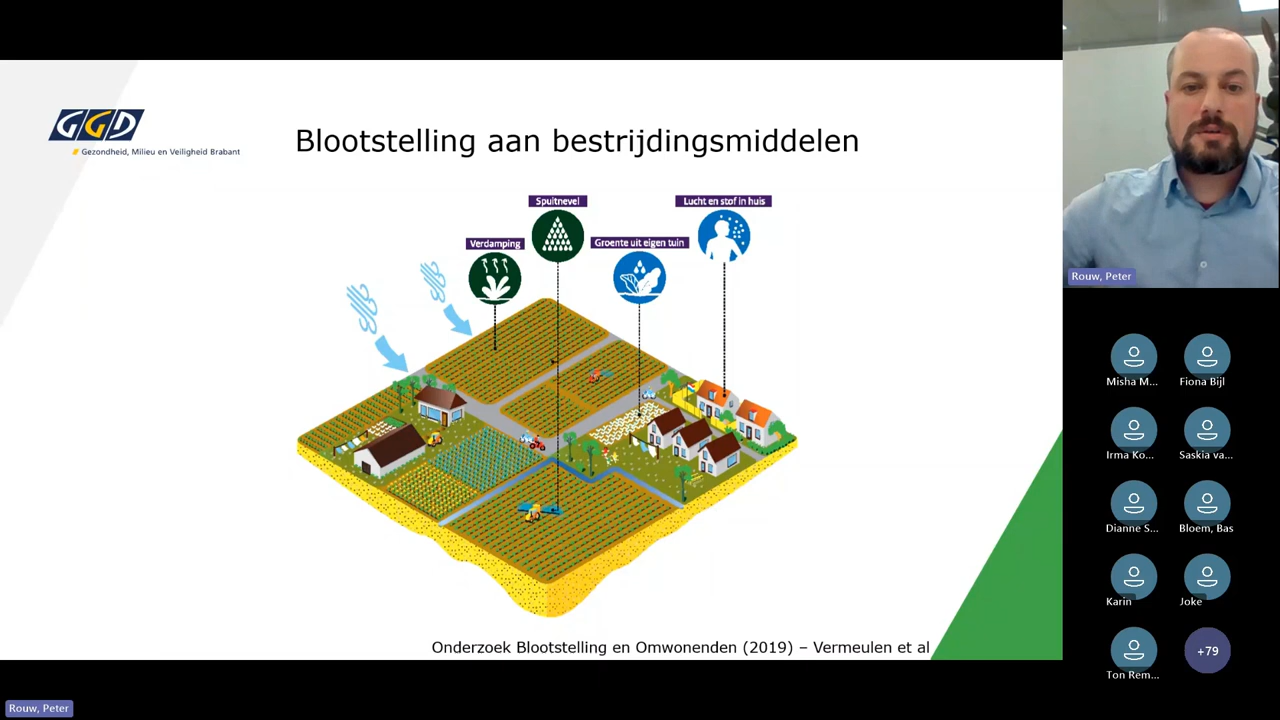 GGD
Gezondheid, Milieu en Veiligheid Brabant
Blootstelling aan bestrijdingsmiddelen
Spuitnevel
Lucht en stof in huis
Verdamping
Groente uit eigen tuin
Onderzoek Blootstelling en Omwonenden (2019) – Vermeulen et al
Rouw, Peter
Misha M...
Fiona Bijl
Irma Ko...
Saskia va...
Dianne S...
Bloem, Bas
Karin
Joke
Ton Rem...
+79
Rouw, Peter